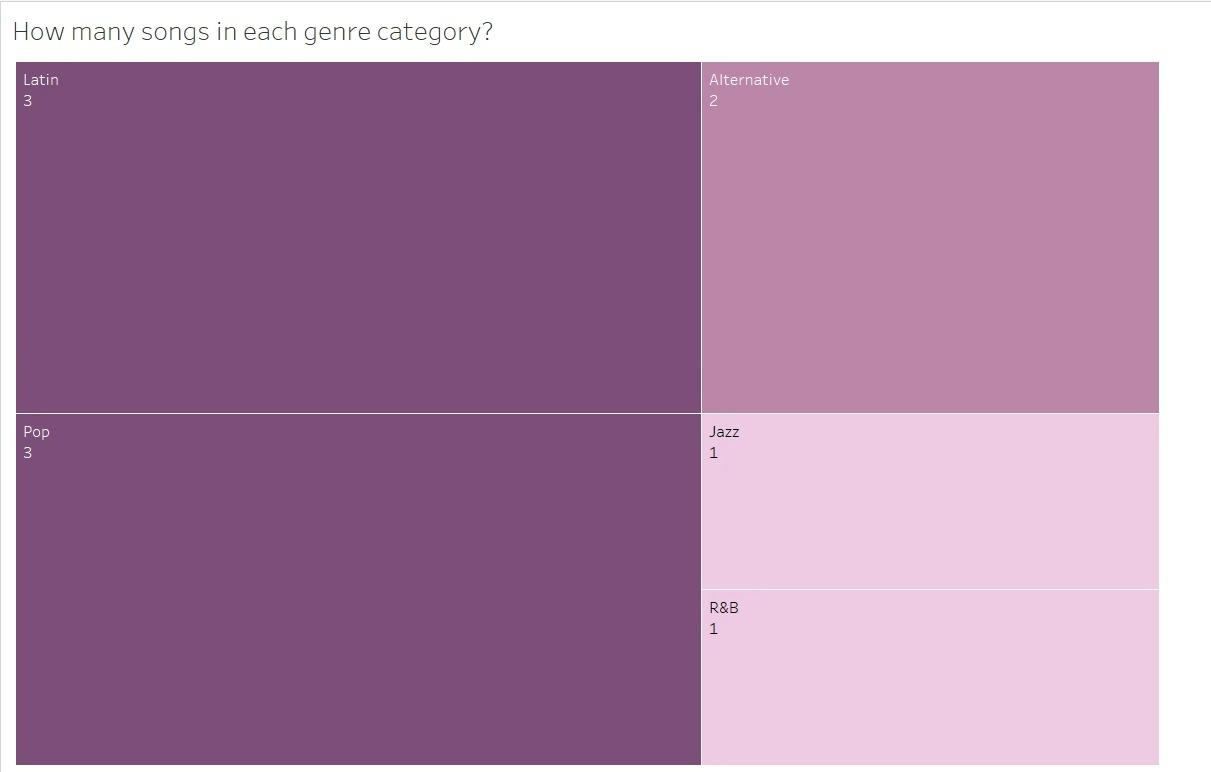 How many songs in each genre category?
Latin
3
Alternative
2
Pop
3
Jazz
1
R&B
1